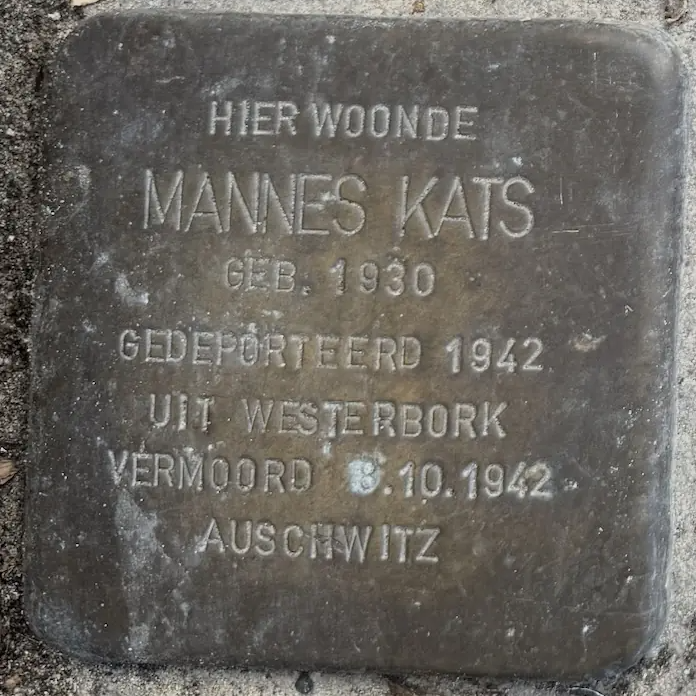 HIER WOONDE
MANNES KATS
GEB. 1930
GEDEPORTEERD 1942
UIT WESTERBORK
VERMOORD 8.10.1942
AUSCHWITZ